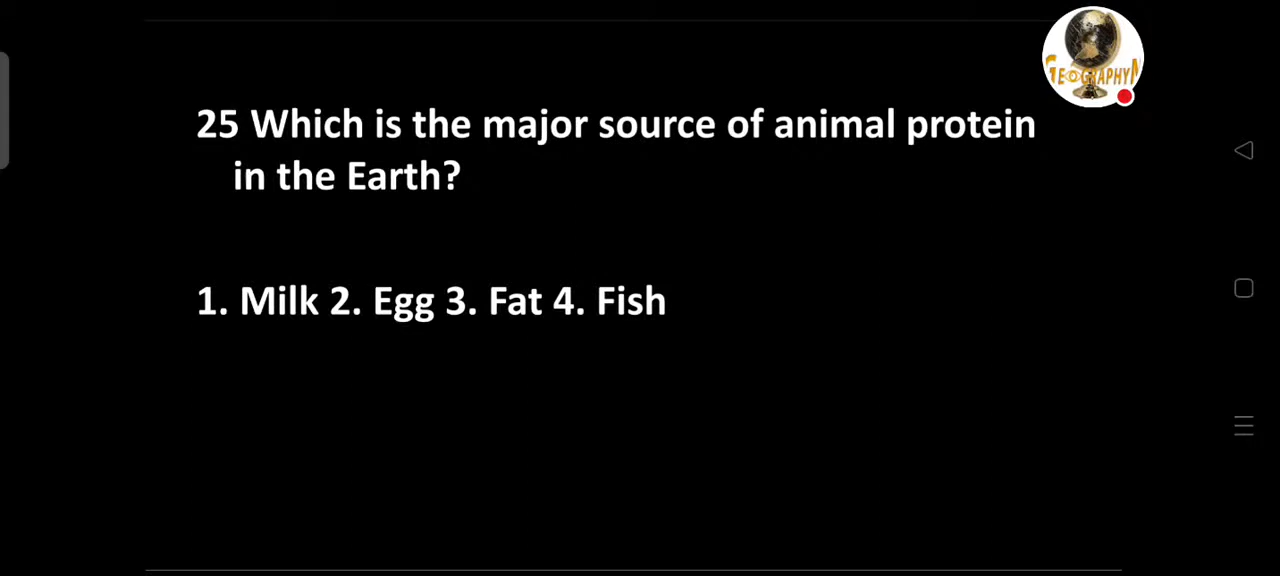 25 Which is the major source of animal protein
in the Earth?
1. Milk 2. Egg 3. Fat 4. Fish
GEOGRAPHYA